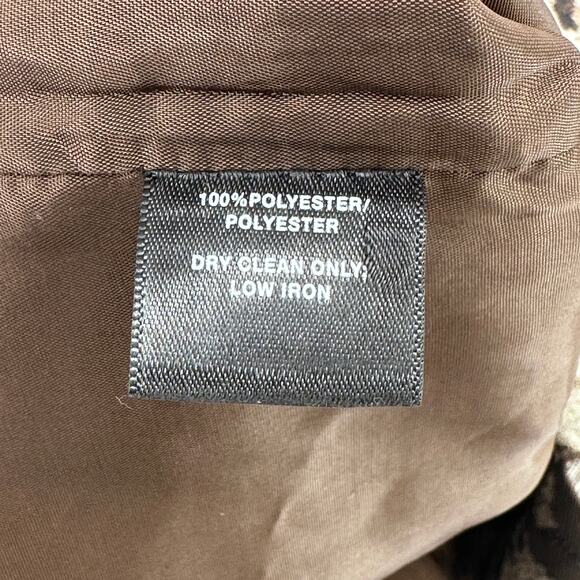 100%POLYESTER/
POLYESTER
DRY CLEAN ONLY;
LOW IRON